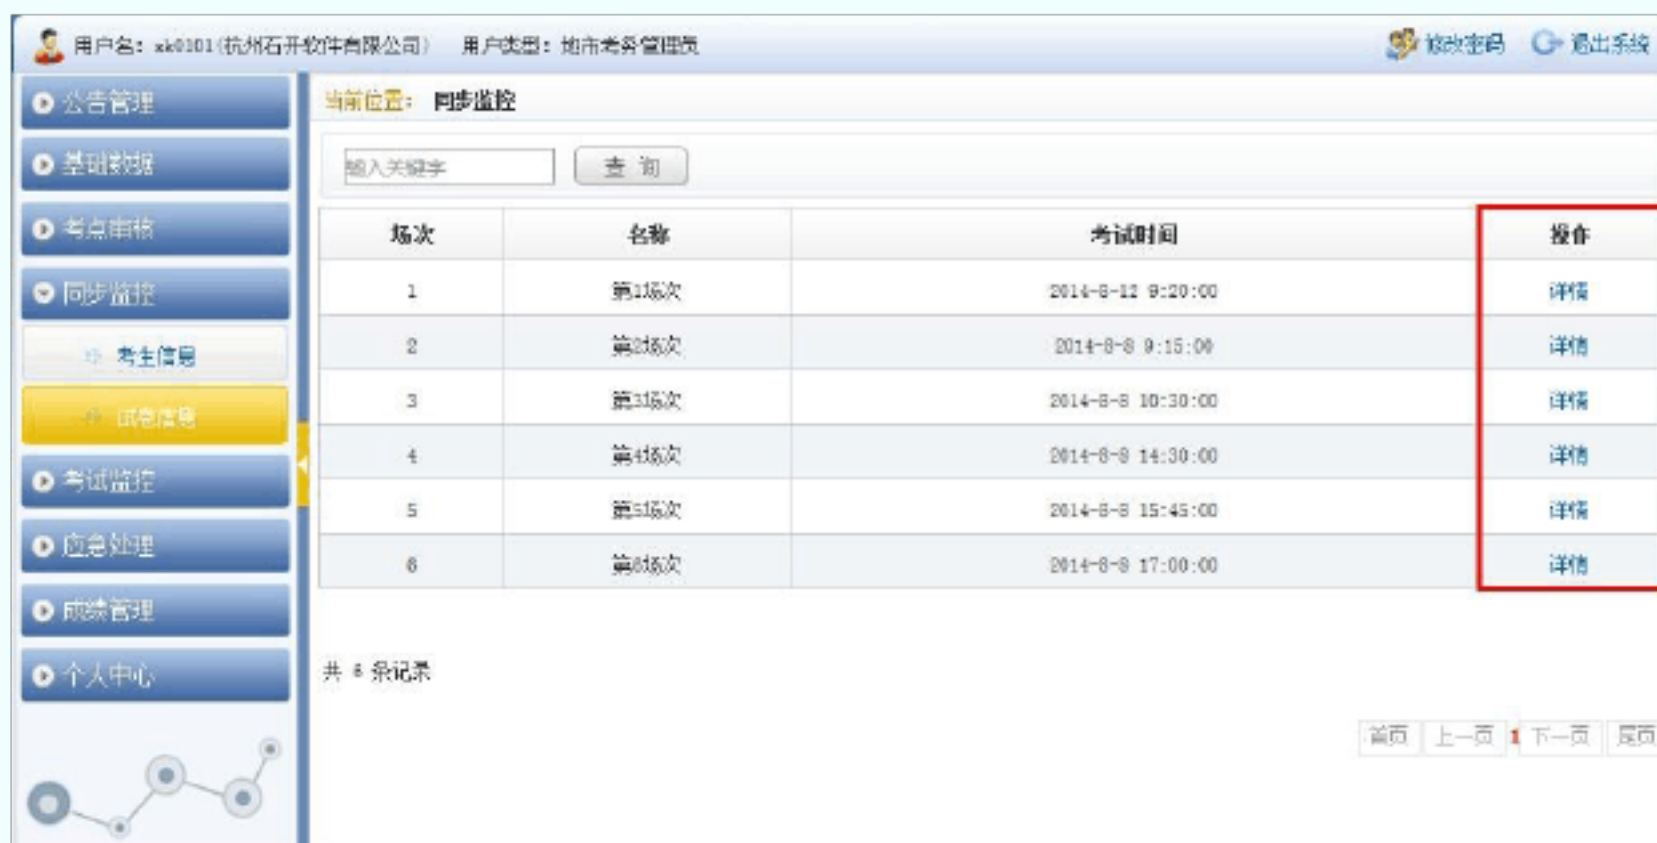 用户名：xk0101(杭州石开软件有限公司) 用户类型：地市考务管理员 修改密码 退出系统
公告管理
基础数据
考点审核
同步监控
考生信息
试卷信息
考试监控
应急处理
成绩管理
个人中心
当前位置： 同步监控
输入关键字 查 询
场次 名称 考试时间 操作
1 第1场次 2014-8-12 9:20:00 详情
2 第2场次 2014-8-8 9:15:00 详情
3 第3场次 2014-8-8 10:30:00 详情
4 第4场次 2014-8-8 14:30:00 详情
5 第5场次 2014-8-8 15:45:00 详情
6 第6场次 2014-8-8 17:00:00 详情
共 6 条记录
首页 上一页 1 下一页 尾页